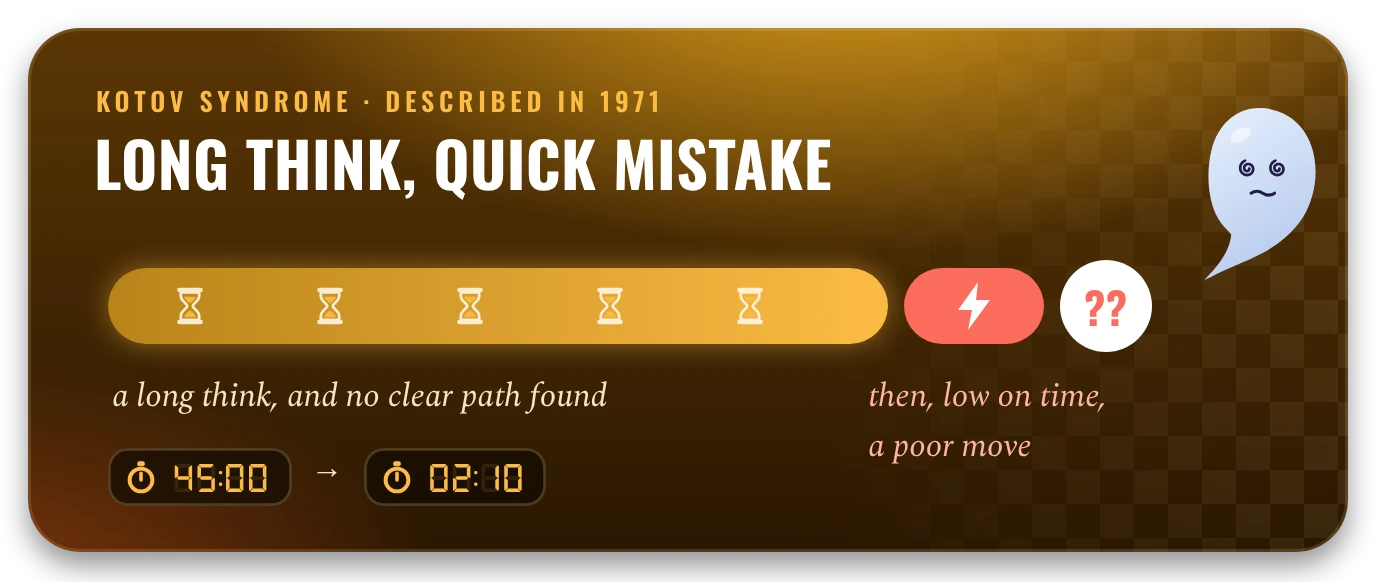 KOTOV SYNDROME · DESCRIBED IN 1971
LONG THINK, QUICK MISTAKE
??
a long think, and no clear path found
then, low on time,
a poor move
45:00 → 02:10